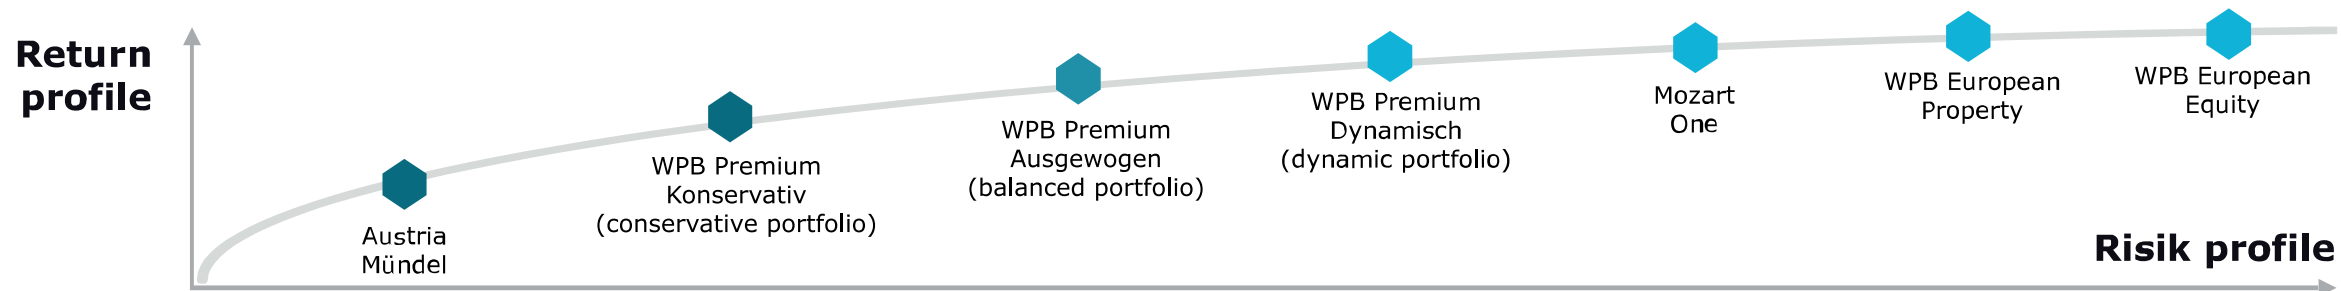 Return
profile
Austria
Mündel
WPB Premium
Konservativ
(conservative portfolio)
WPB Premium
Ausgewogen
(balanced portfolio)
WPB Premium
Dynamisch
(dynamic portfolio)
Mozart
One
WPB European
Property
WPB European
Equity
Risik profile